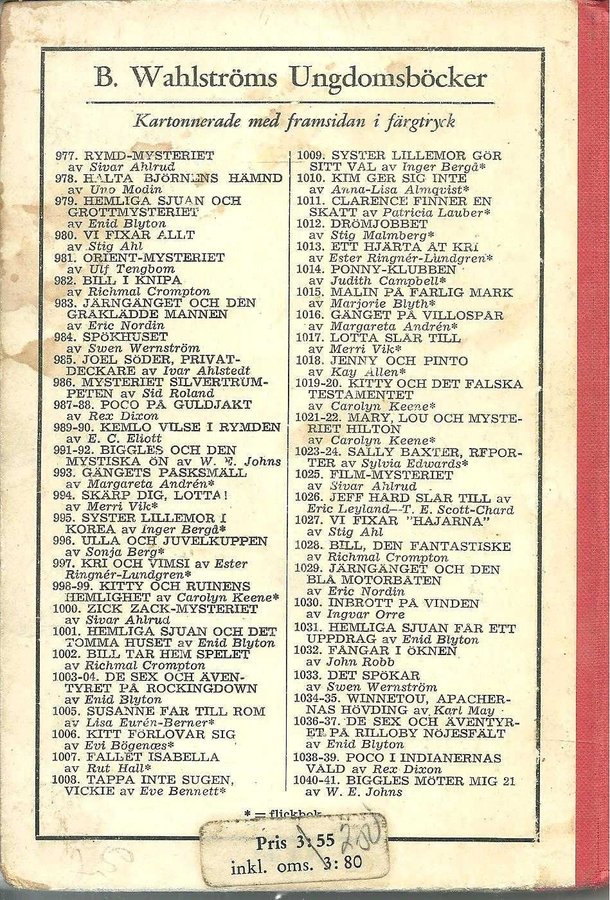 B. Wahlströms Ungdomsböcker
Kartonnerade med framsidan i färgtryck
977. RYMD-MYSTERIET
av Sivar Ahlrud
978. HALTA BJÖRNENS HÄMND
av Uno Modin
979. HEMLIGA SJUAN OCH
GROTTMYSTERIET
av Enid Blyton
980. VI FIXAR ALLT
av Stig Ahl
981. ORIENT-MYSTERIET
av Ulf Tengbom
982. BILL I KNIPA
av Richmal Crompton
983. JÄRNGÄNGET OCH DEN
GRÅKLÄDDE MANNEN
av Eric Nordin
984. SPÖKHUSET
av Swen Wernström
985. JOEL SÖDER, PRIVAT-
DECKARE av Ivar Ahlstedt
986. MYSTERIET SILVERTRUM-
PETEN av Sid Roland
987-88. POCO PÅ GULDJAKT
av Rex Dixon
989-90. KEMLO VILSE I RYMDEN
av E. C. Eliott
991-92. BIGGLES OCH DEN
MYSTISKA ÖN av W. E. Johns
993. GÄNGETS PÅSKSMÄLL
av Margareta Andrén*
994. SKÄRP DIG, LOTTA!
av Merri Vik*
995. SYSTER LILLEMOR I
KOREA av Inger Bergå*
996. ULLA OCH JUVELKUPPEN
av Sonja Berg*
997. KRI OCH VIMSI av Ester
Ringnér-Lundgren*
998-99. KITTY OCH RUINENS
HEMLIGHET av Carolyn Keene*
1000. ZICK ZACK-MYSTERIET
av Sivar Ahlrud
1001. HEMLIGA SJUAN OCH DET
TOMMA HUSET av Enid Blyton
1002. BILL TAR HEM SPELET
av Richmal Crompton
1003-04. DE SEX OCH ÄVEN-
TYRET PÅ ROCKINGDOWN
av Enid Blyton
1005. SUSANNE FAR TILL ROM
av Lisa Eurén-Berner*
1006. KITT FÖRLOVAR SIG
av Evi Bögenæs*
1007. FALLET ISABELLA
av Rut Hall*
1008. TAPPA INTE SUGEN,
VICKIE av Eve Bennett*
1009. SYSTER LILLEMOR GÖR
SITT VAL av Inger Bergå*
1010. KIM GER SIG INTE
av Anna-Lisa Almqvist*
1011. CLARENCE FINNER EN
SKATT av Patricia Lauber*
1012. DRÖMJOBBET
av Stig Malmberg*
1013. ETT HJÄRTA ÅT KRI
av Ester Ringnér-Lundgren*
1014. PONNY-KLUBBEN
av Judith Campbell*
1015. MALIN PÅ FARLIG MARK
av Marjorie Blyth*
1016. GÄNGET PÅ VILLOSPÅR
av Margareta Andrén*
1017. LOTTA SLÅR TILL
av Merri Vik*
1018. JENNY OCH PINTO
av Kay Allen*
1019-20. KITTY OCH DET FALSKA
TESTAMENTET
av Carolyn Keene*
1021-22. MARY, LOU OCH MYSTE-
RIET HILTON
av Carolyn Keene*
1023-24. SALLY BAXTER, REPOR-
TER av Sylvia Edwards*
1025. FILM-MYSTERIET
av Sivar Ahlrud
1026. JEFF HARD SLÅR TILL av
Eric Leyland—T. E. Scott-Chard
1027. VI FIXAR "HAJARNA"
av Stig Ahl
1028. BILL, DEN FANTASTISKE
av Richmal Crompton
1029. JÄRNGÄNGET OCH DEN
BLÅ MOTORBÅTEN
av Eric Nordin
1030. INBROTT PÅ VINDEN
av Ingvar Orre
1031. HEMLIGA SJUAN FÅR ETT
UPPDRAG av Enid Blyton
1032. FÅNGAR I ÖKNEN
av John Robb
1033. DET SPÖKAR
av Swen Wernström
1034-35. WINNETOU, APACHER-
NAS HÖVDING av Karl May
1036-37. DE SEX OCH ÄVENTYR-
ET PÅ RILLOBY NÖJESFÄLT
av Enid Blyton
1038-39. POCO I INDIANERNAS
VÅLD av Rex Dixon
1040-41. BIGGLES MÖTER MIG 21
av W. E. Johns
* = flickbok
Pris 3:55
inkl. oms. 3:80